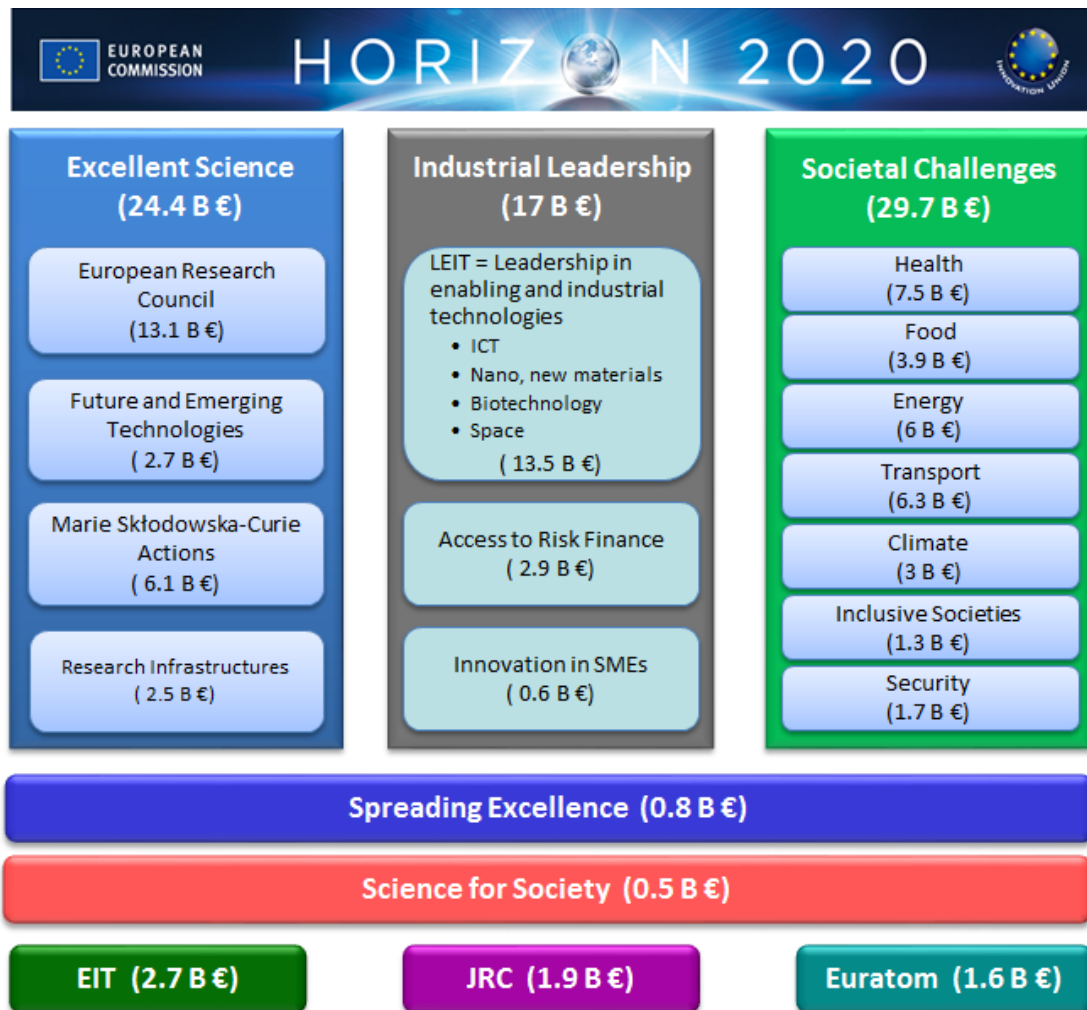 EUROPEAN
COMMISSION
HORIZON 2020
INNOVATION UNION
Excellent Science
(24.4 B €)
European Research
Council
(13.1 B €)
Future and Emerging
Technologies
( 2.7 B €)
Marie Skłodowska-Curie
Actions
( 6.1 B €)
Research Infrastructures
( 2.5 B €)
Industrial Leadership
(17 B €)
LEIT = Leadership in
enabling and industrial
technologies
• ICT
• Nano, new materials
• Biotechnology
• Space
( 13.5 B €)
Access to Risk Finance
( 2.9 B €)
Innovation in SMEs
( 0.6 B €)
Societal Challenges
(29.7 B €)
Health
(7.5 B €)
Food
(3.9 B €)
Energy
(6 B €)
Transport
(6.3 B €)
Climate
(3 B €)
Inclusive Societies
(1.3 B €)
Security
(1.7 B €)
Spreading Excellence (0.8 B €)
Science for Society (0.5 B €)
EIT (2.7 B €)
JRC (1.9 B €)
Euratom (1.6 B €)